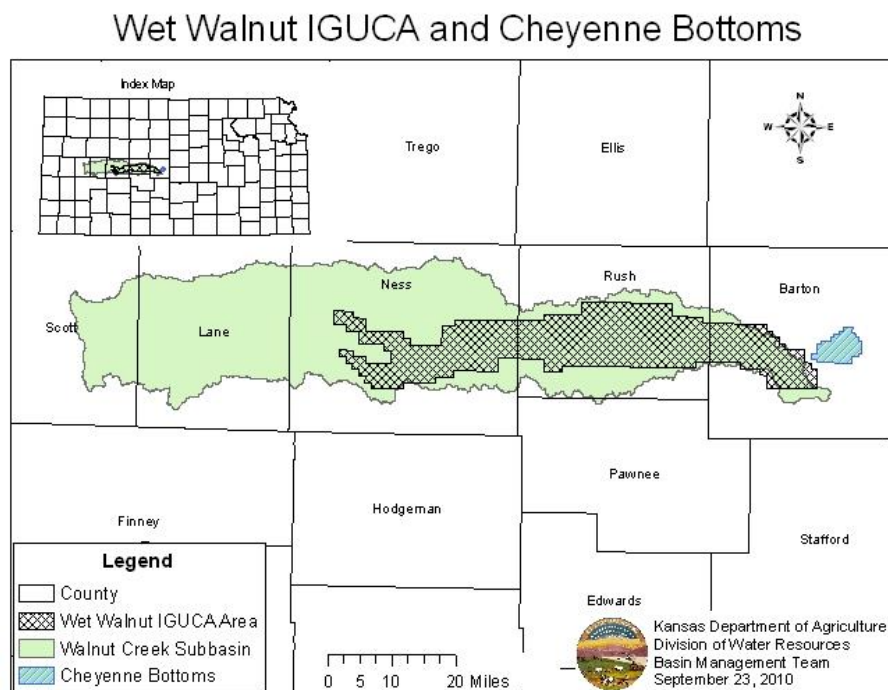 Wet Walnut IGUCA and Cheyenne Bottoms
Index Map
N
W E
S
Trego
Ellis
Ness
Rush
Barton
Scott
Lane
Pawnee
Hodgeman
Finney
Stafford
Edwards
Legend
County
Wet Walnut IGUCA Area
Walnut Creek Subbasin
Cheyenne Bottoms
0 5 10 20 Miles
Kansas Department of Agriculture
Division of Water Resources
Basin Management Team
September 23, 2010